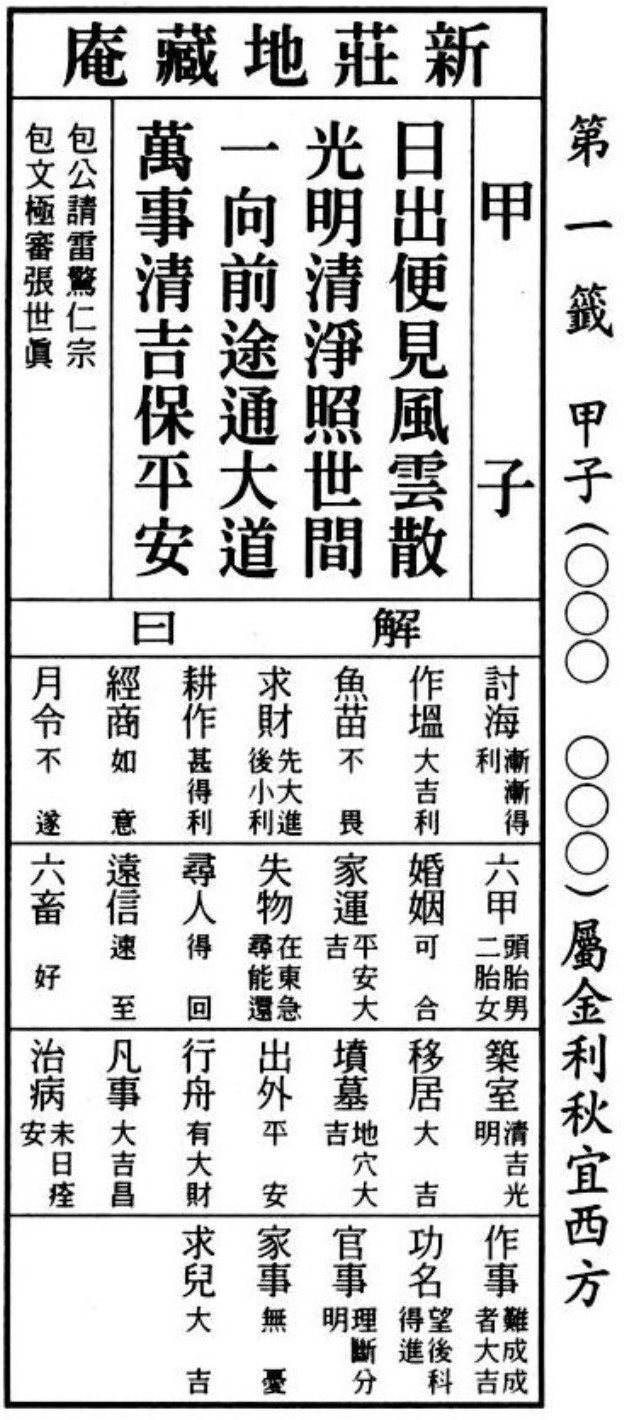 第一籤 甲子(○○○ ○○○)屬金利秋宜西方
新莊地藏庵
甲子
日出便見風雲散
光明清淨照世間
一向前途通大道
萬事清吉保平安
包公請雷驚仁宗
包文極審張世眞
解曰
討海 漸漸得利
作塭 大吉利
魚苗 不畏
求財 先大進後小利
耕作 甚得利
經商 如意
月令 不遂
六甲 頭胎男二胎女
婚姻 可合
家運 平安大吉
失物 在東急尋能還
尋人 得回
遠信 速至
六畜 好
築室 清吉光明
移居 大吉
墳墓 地穴大吉
出外 平安
行舟 有大財
凡事 大吉昌
治病 未日痊安
作事 難成成者大吉
功名 望後科得進
官事 理斷分明
家事 無憂
求兒 大吉